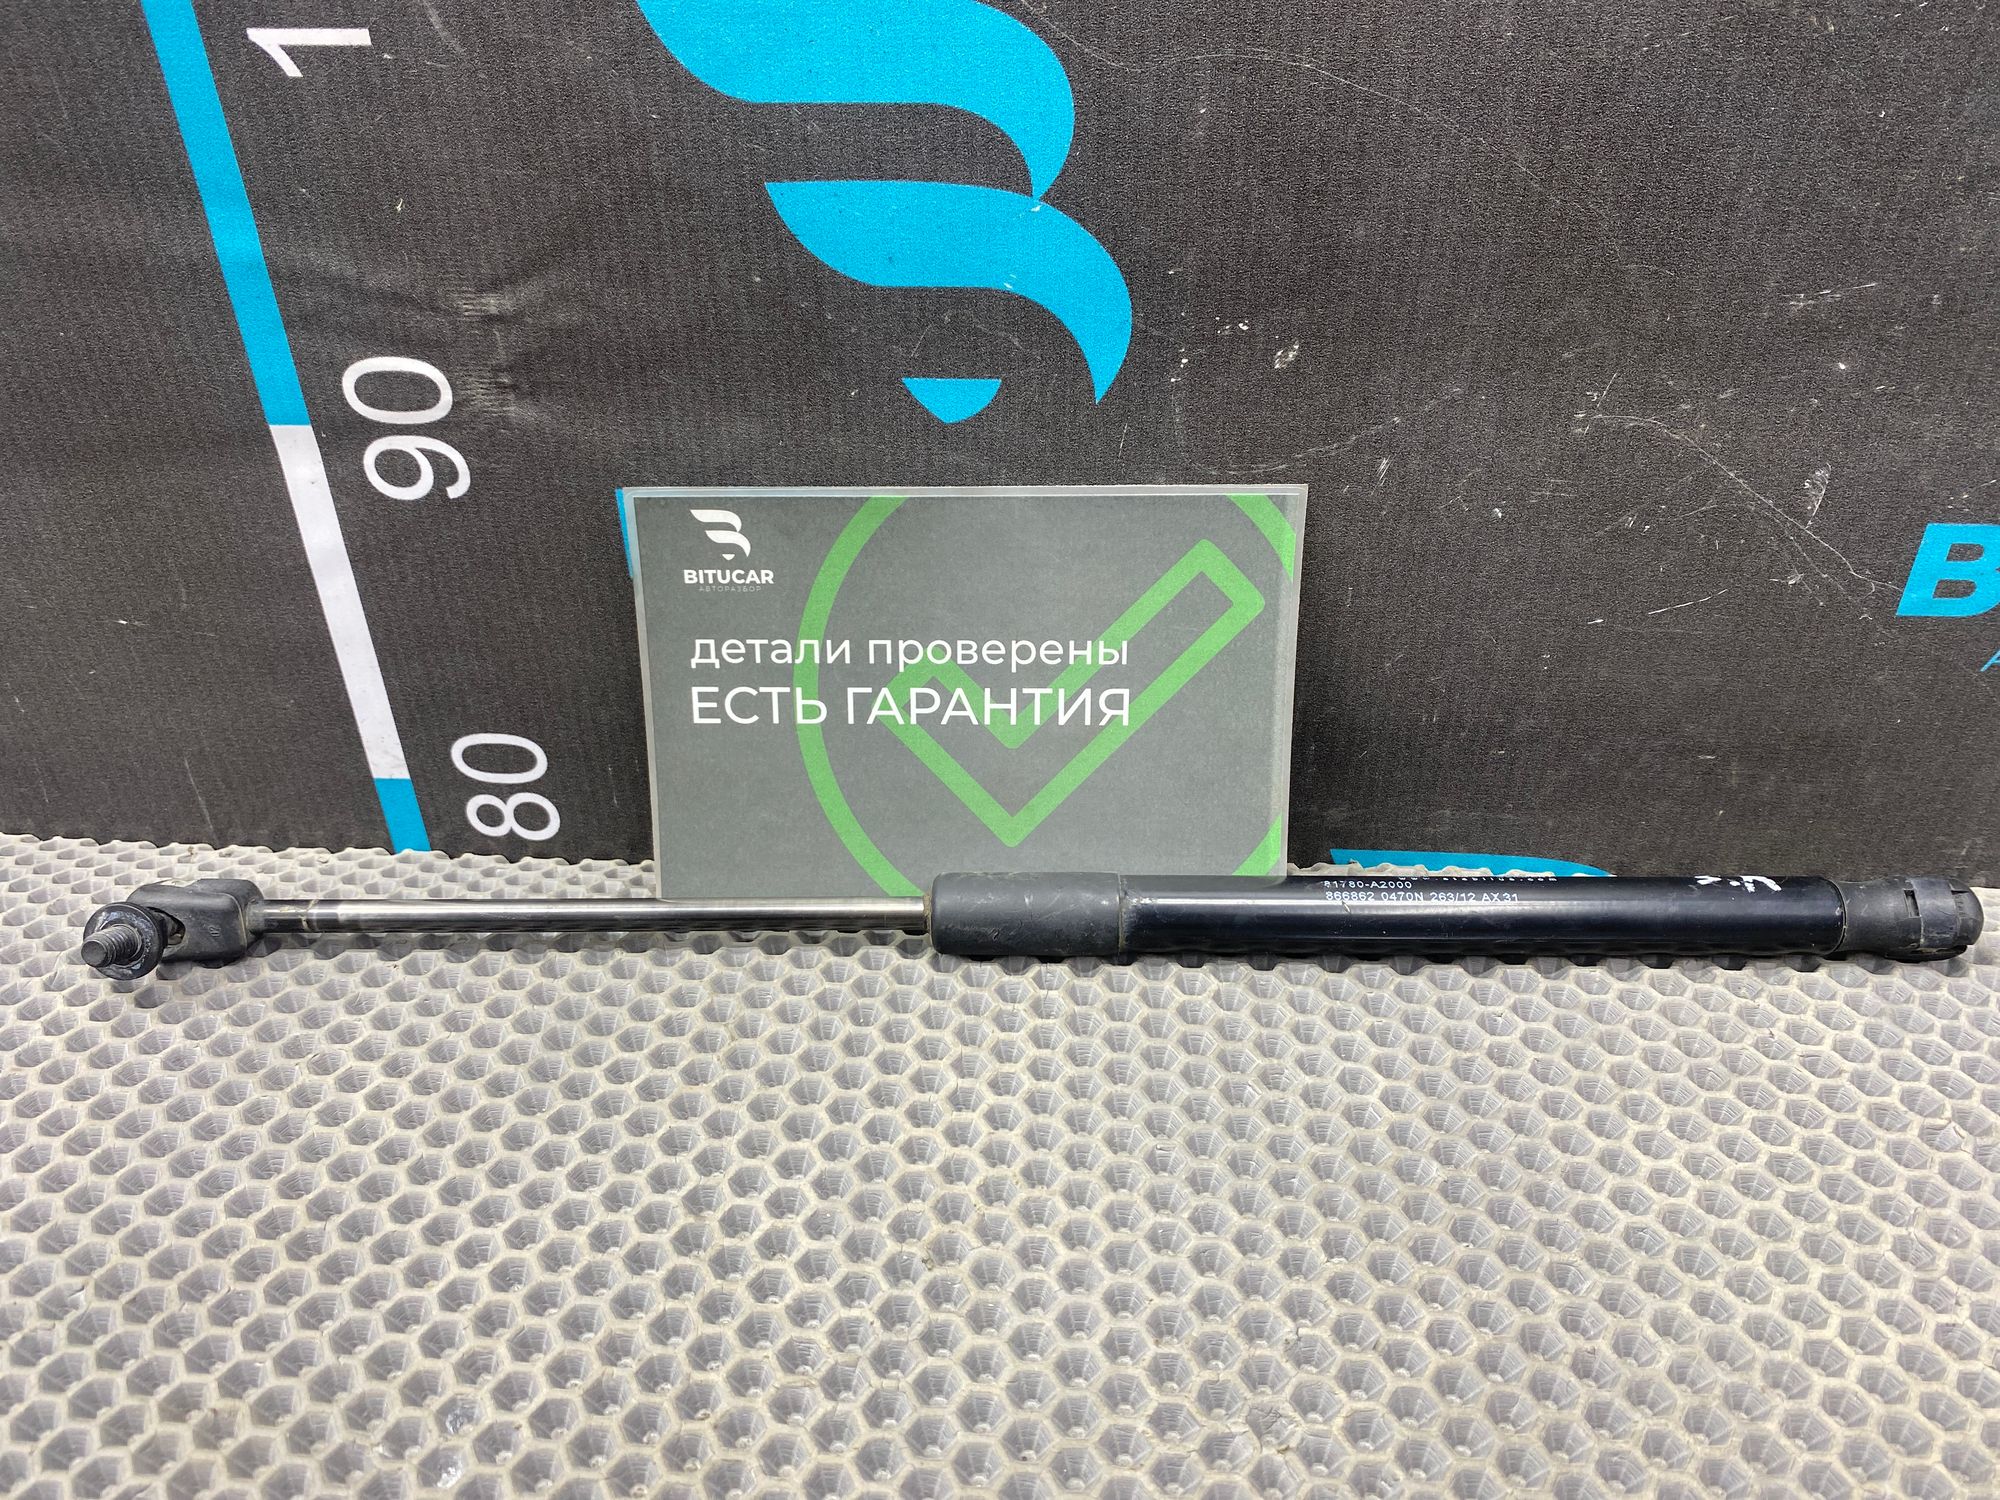 1
90
80
BITUCAR
АВТОРАЗБОР
детали проверены
ЕСТЬ ГАРАНТИЯ
81780-A2000
866862 0470N 263/12 AX31
B